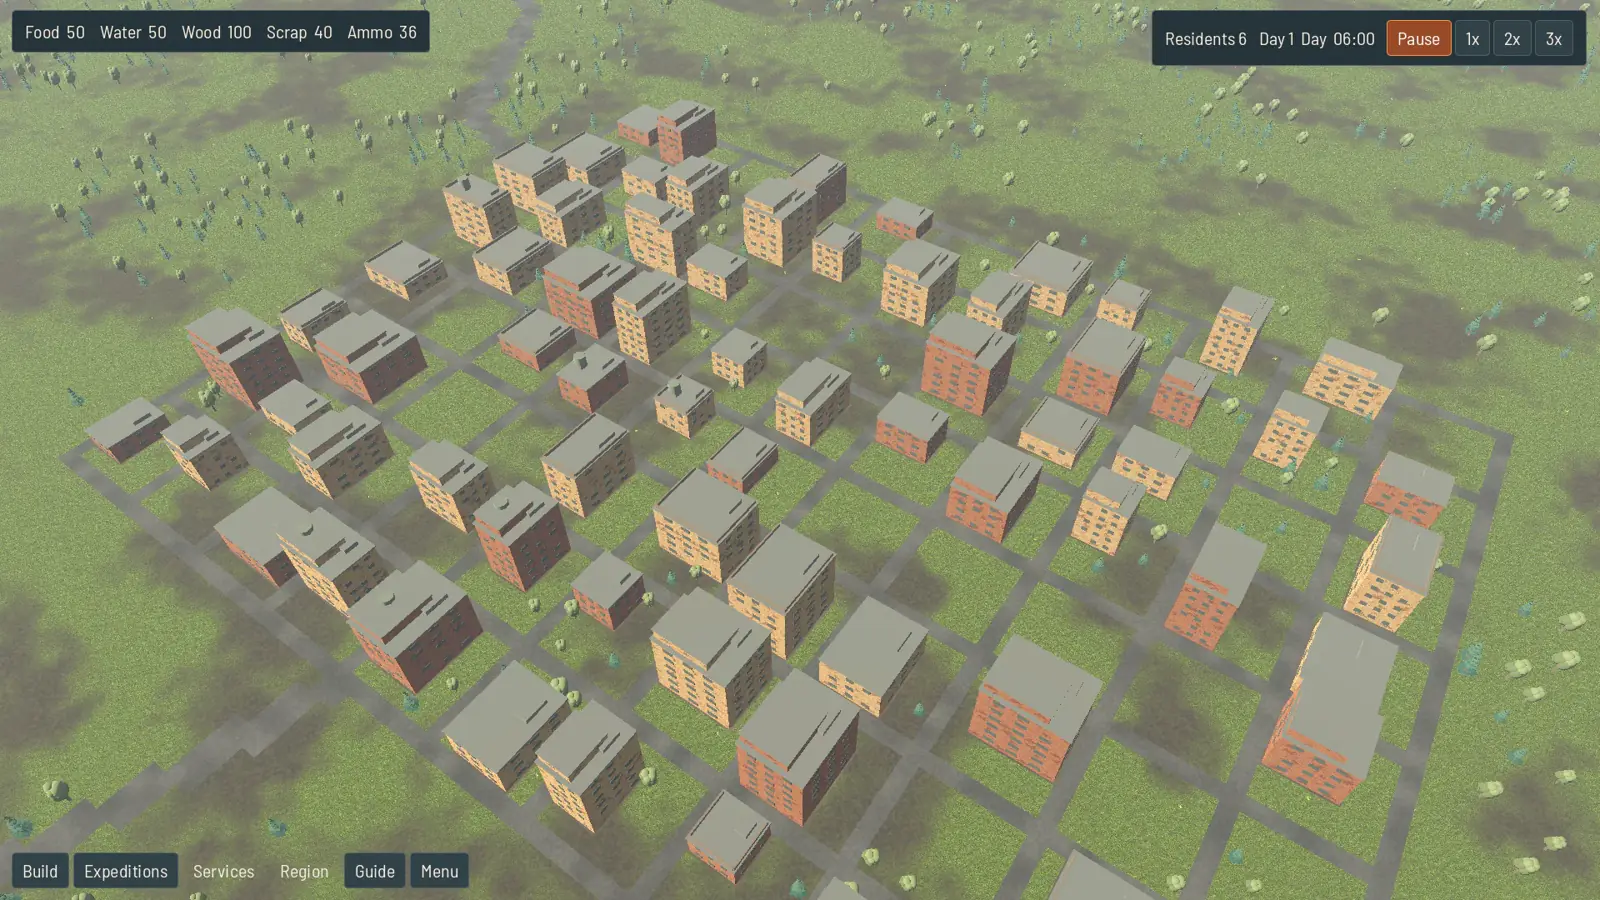 Food 50 Water 50 Wood 100 Scrap 40 Ammo 36
Residents 6 Day 1 Day 06:00 Pause 1x 2x 3x
Build Expeditions Services Region Guide Menu